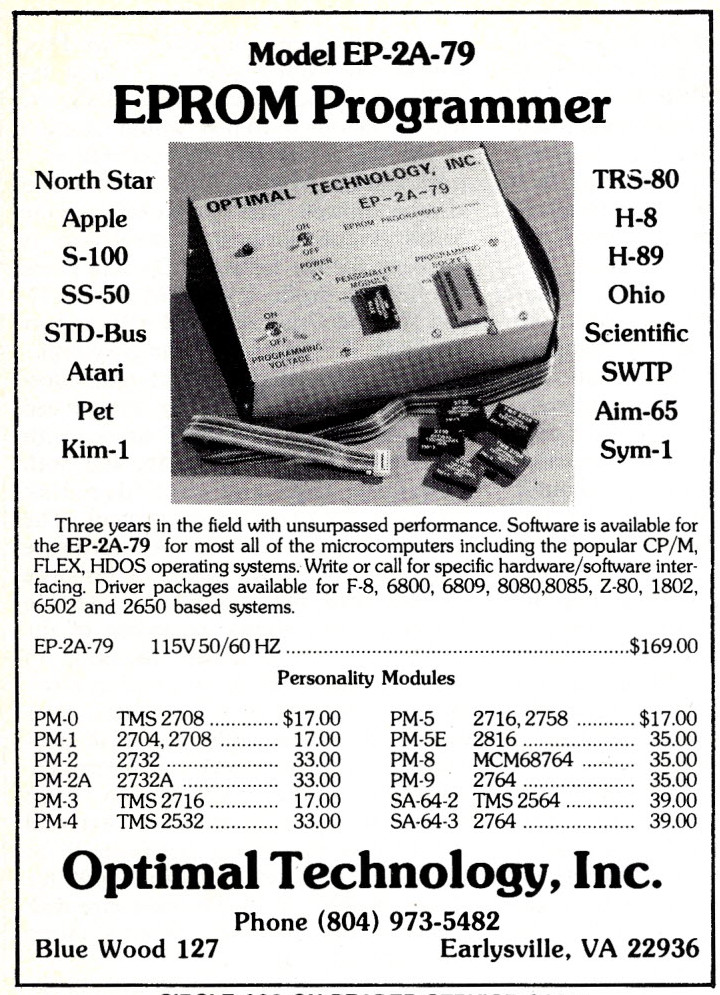 Model EP-2A-79
EPROM Programmer
North Star
Apple
S-100
SS-50
STD-Bus
Atari
Pet
Kim-1
OPTIMAL TECHNOLOGY, INC.
EP-2A-79
EPROM PROGRAMMER
ON
OFF
POWER
PERSONALITY
MODULE
PROGRAMMING
SOCKET
ON
OFF
PROGRAMMING
VOLTAGE
TRS-80
H-8
H-89
Ohio
Scientific
SWTP
Aim-65
Sym-1
Three years in the field with unsurpassed performance. Software is available for
the EP-2A-79 for most all of the microcomputers including the popular CP/M,
FLEX, HDOS operating systems. Write or call for specific hardware/software inter-
facing. Driver packages available for F-8, 6800, 6809, 8080,8085, Z-80, 1802,
6502 and 2650 based systems.
EP-2A-79 115V 50/60 HZ ..................................................$169.00
Personality Modules
PM-0 TMS 2708 ............. $17.00
PM-1 2704, 2708 ........... 17.00
PM-2 2732 .................... 33.00
PM-2A 2732A .................. 33.00
PM-3 TMS 2716 ............. 17.00
PM-4 TMS 2532 ............. 33.00
PM-5 2716, 2758 ........... $17.00
PM-5E 2816 ...................... 35.00
PM-8 MCM68764 ............ 35.00
PM-9 2764 ...................... 35.00
SA-64-2 TMS 2564 ............. 39.00
SA-64-3 2764 ...................... 39.00
Optimal Technology, Inc.
Phone (804) 973-5482
Blue Wood 127 Earlysville, VA 22936